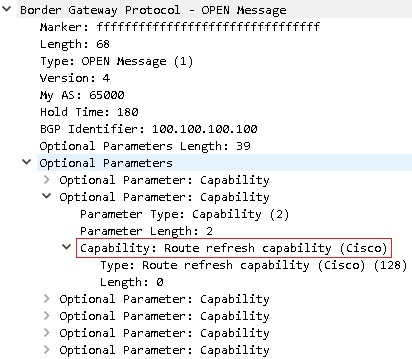 Border Gateway Protocol - OPEN Message
Marker: ffffffffffffffffffffffffffffffff
Length: 68
Type: OPEN Message (1)
Version: 4
My AS: 65000
Hold Time: 180
BGP Identifier: 100.100.100.100
Optional Parameters Length: 39
Optional Parameters
Optional Parameter: Capability
Optional Parameter: Capability
Parameter Type: Capability (2)
Parameter Length: 2
Capability: Route refresh capability (Cisco)
Type: Route refresh capability (Cisco) (128)
Length: 0
Optional Parameter: Capability
Optional Parameter: Capability
Optional Parameter: Capability
Optional Parameter: Capability